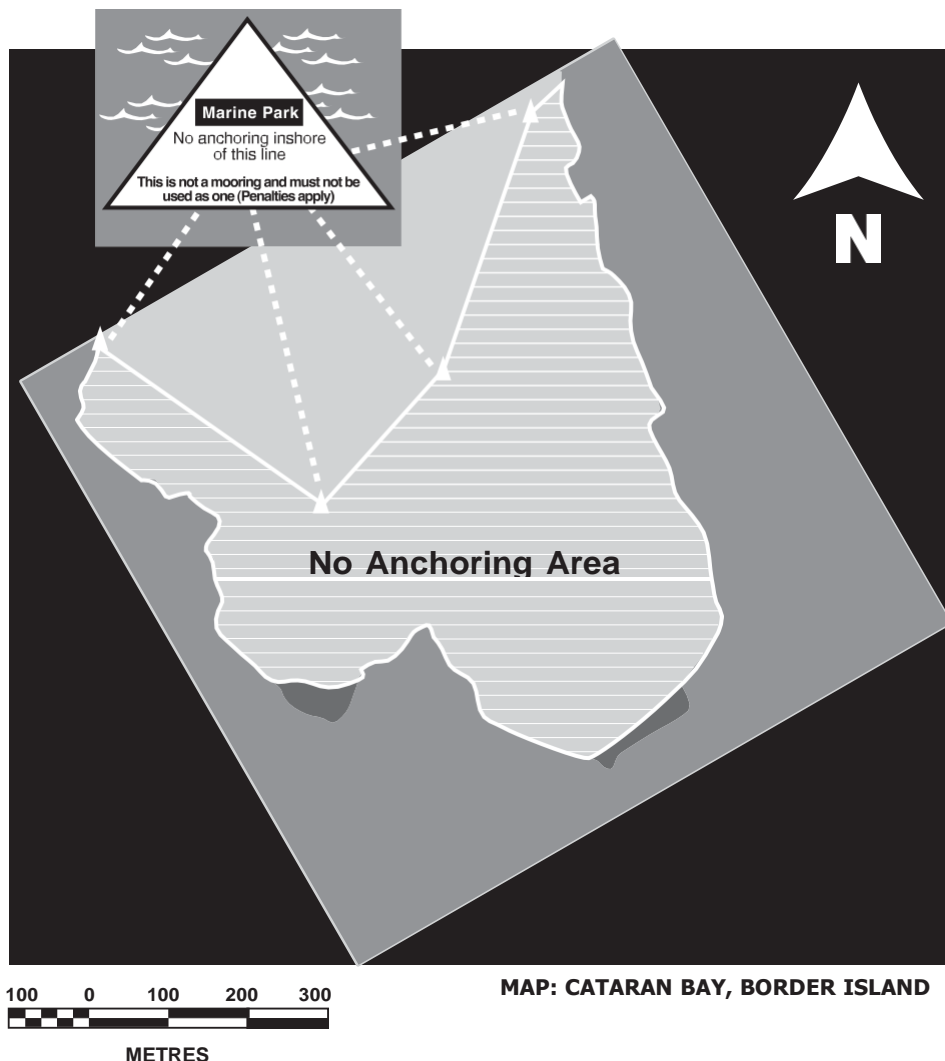 Marine Park
No anchoring inshore
of this line
This is not a mooring and must not be
used as one (Penalties apply)
N
No Anchoring Area
100 0 100 200 300
METRES
MAP: CATARAN BAY, BORDER ISLAND